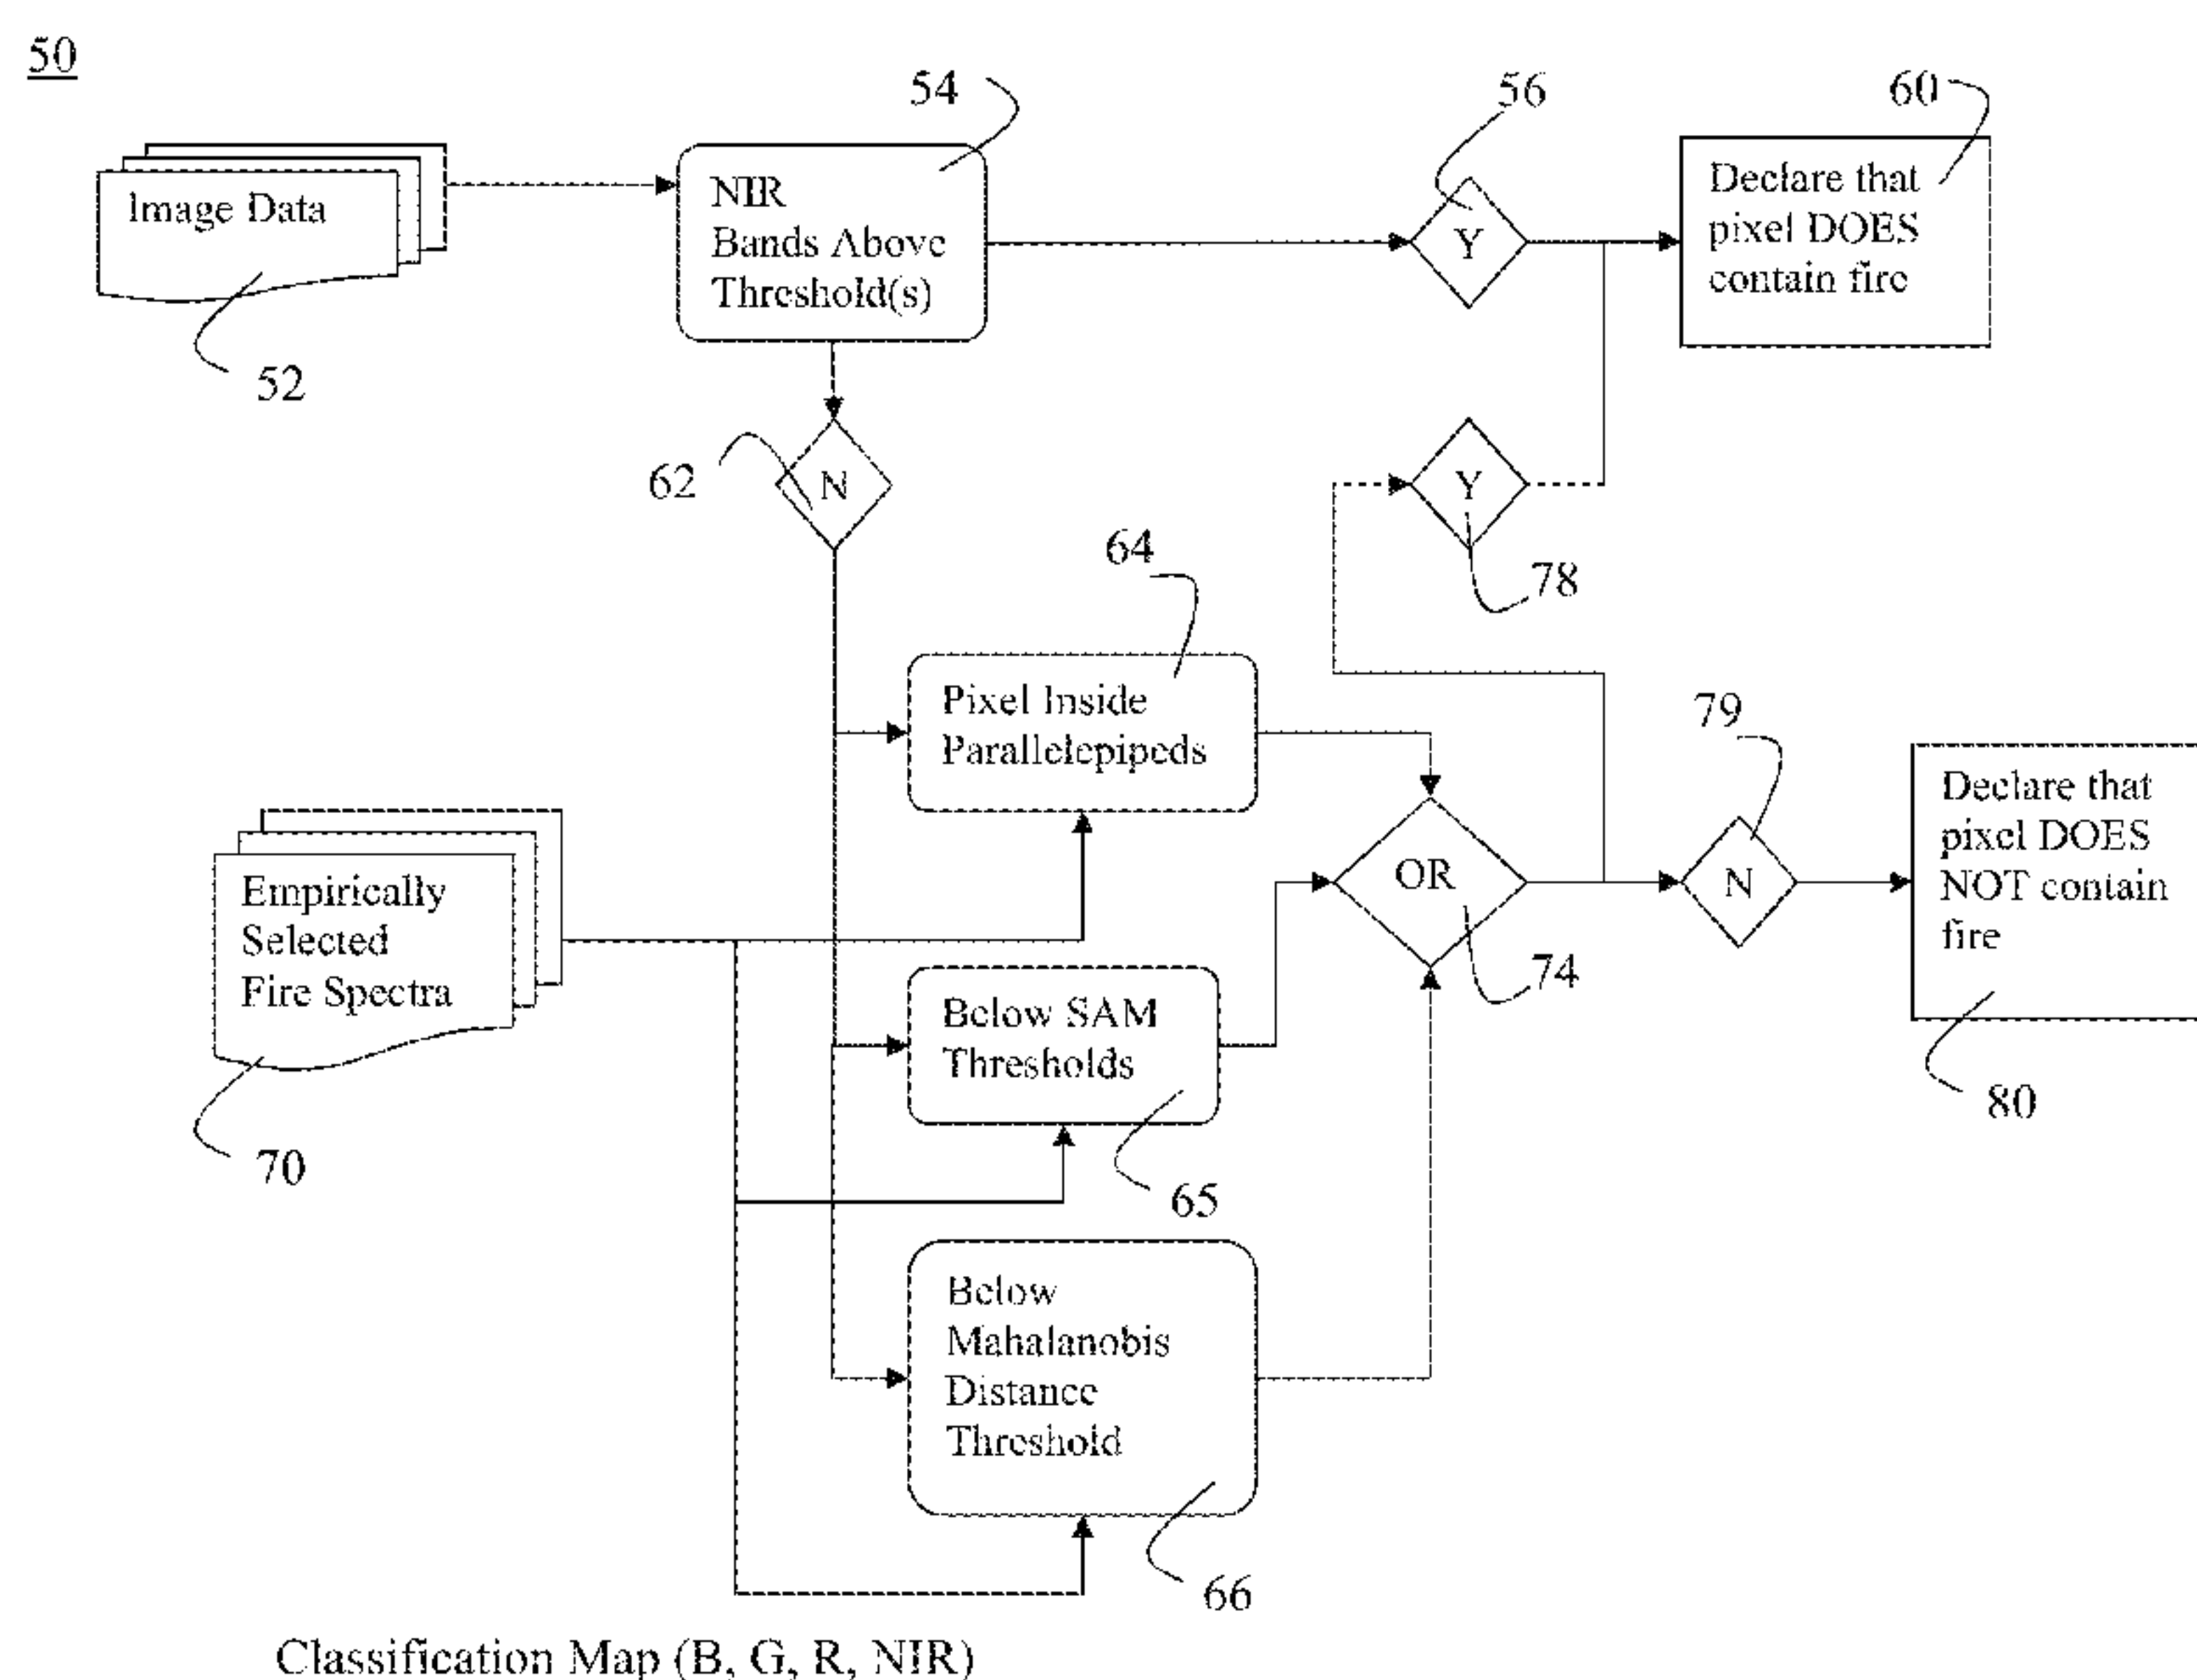 50
54
56
60
Image Data
NIR
Bands Above
Threshold(s)
Y
Declare that
pixel DOES
contain fire
52
62
N
Y
78
64
Pixel Inside
Parallelepipeds
79
Empirically
Selected
Fire Spectra
OR
N
Declare that
pixel DOES
NOT contain
fire
74
Below SAM
Thresholds
80
70
65
Below
Mahalanobis
Distance
Threshold
66
Classification Map (B, G, R, NIR)